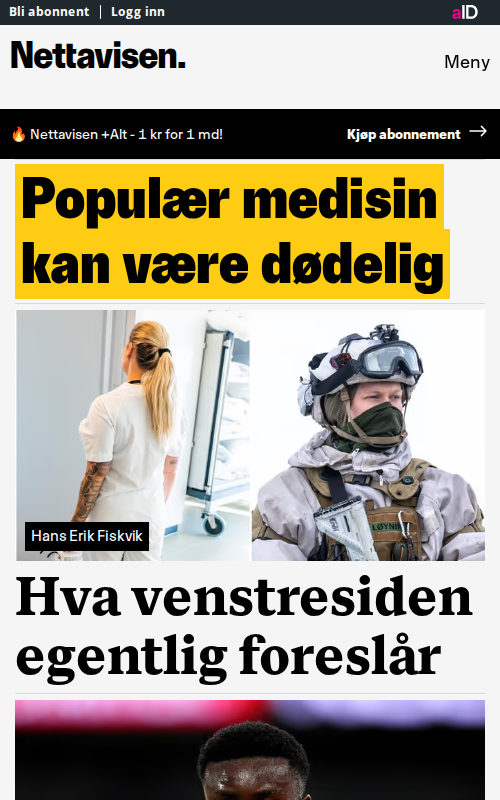 Bli abonnent
Logg inn
aID
Nettavisen.
Meny
🔥 Nettavisen +Alt - 1 kr for 1 md!
Kjøp abonnement →
Populær medisin
kan være dødelig
LØYNIN
Hans Erik Fiskvik
Hva venstresiden
egentlig foreslår